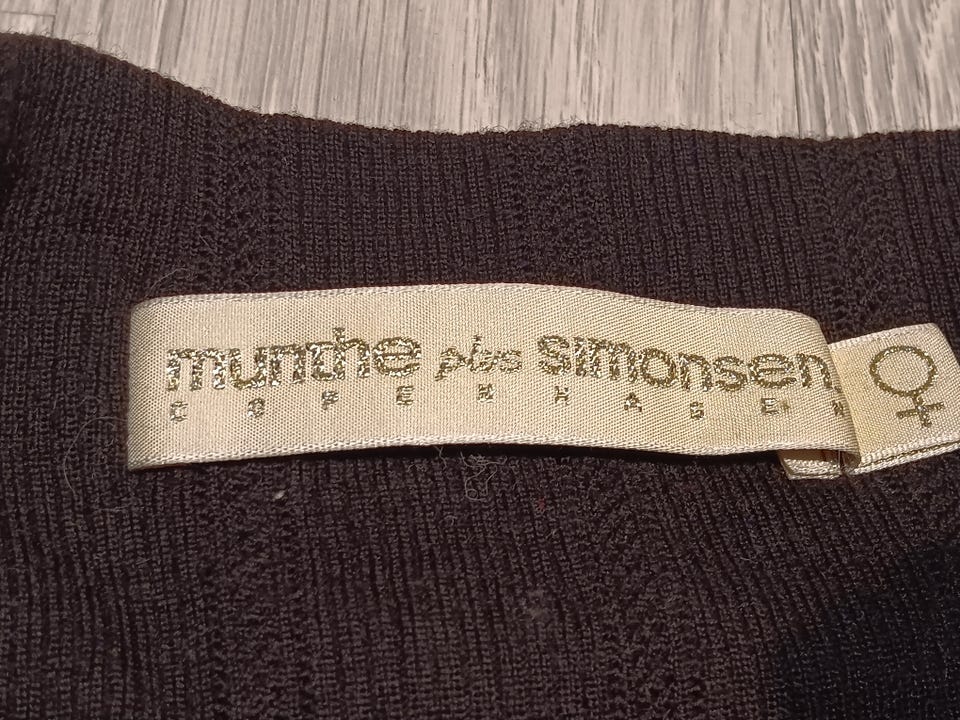 munthe plus simonsen
COPENHAGEN
♀